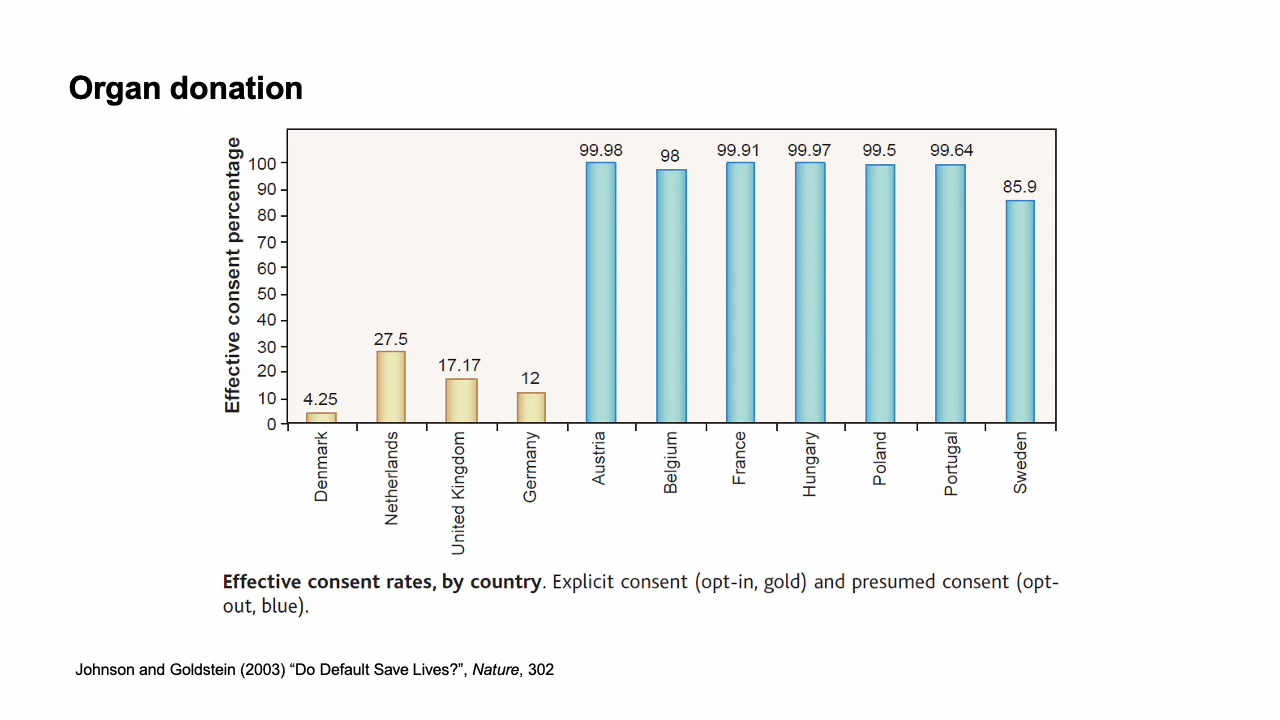 Organ donation
Effective consent percentage
100
90
80
70
60
50
40
30
20
10
0
4.25
27.5
17.17
12
99.98
98
99.91
99.97
99.5
99.64
85.9
Denmark
Netherlands
United Kingdom
Germany
Austria
Belgium
France
Hungary
Poland
Portugal
Sweden
Effective consent rates, by country. Explicit consent (opt-in, gold) and presumed consent (opt-
out, blue).
Johnson and Goldstein (2003) “Do Default Save Lives?”, Nature, 302